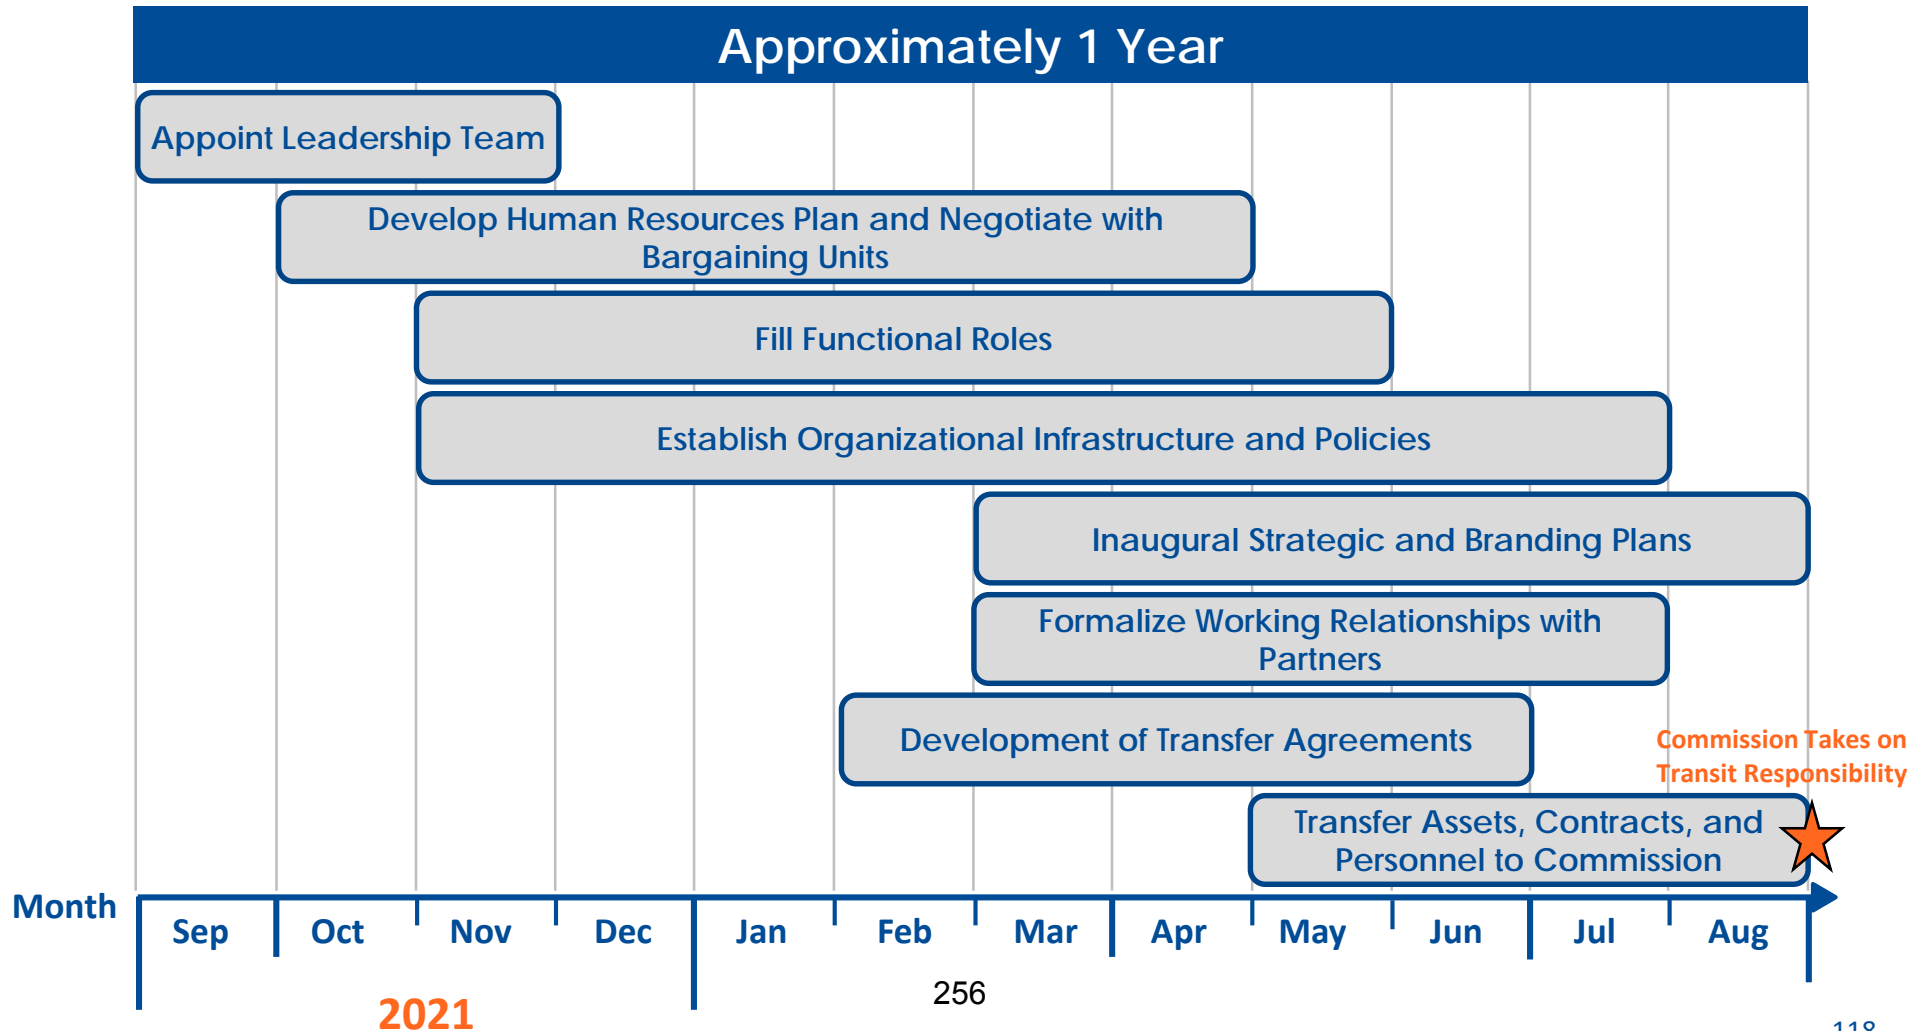 Approximately 1 Year
Appoint Leadership Team
Develop Human Resources Plan and Negotiate with
Bargaining Units
Fill Functional Roles
Establish Organizational Infrastructure and Policies
Inaugural Strategic and Branding Plans
Formalize Working Relationships with
Partners
Development of Transfer Agreements
Commission Takes on
Transit Responsibility
Transfer Assets, Contracts, and
Personnel to Commission
Month
Sep Oct Nov Dec Jan Feb Mar Apr May Jun Jul Aug
2021
256
118